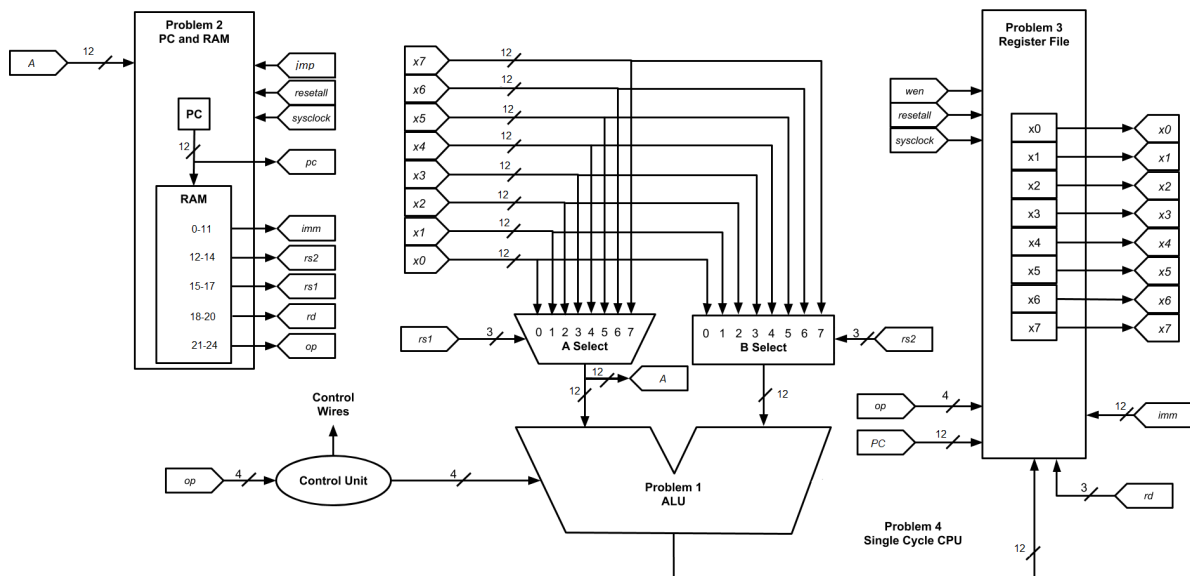 Problem 2
PC and RAM
A
12
jmp
resetall
sysclock
PC
12
pc
RAM
0-11
imm
12-14
rs2
15-17
rs1
18-20
rd
21-24
op
x7
12
x6
12
x5
12
x4
12
x3
12
x2
12
x1
12
x0
12
rs1
3
0 1 2 3 4 5 6 7
A Select
0 1 2 3 4 5 6 7
B Select
3
rs2
12
12
A
12
Control
Wires
op
4
Control Unit
4
Problem 1
ALU
Problem 3
Register File
wen
resetall
sysclock
x0
x0
x1
x1
x2
x2
x3
x3
x4
x4
x5
x5
x6
x6
x7
x7
op
4
PC
12
12
imm
3
rd
Problem 4
Single Cycle CPU
12